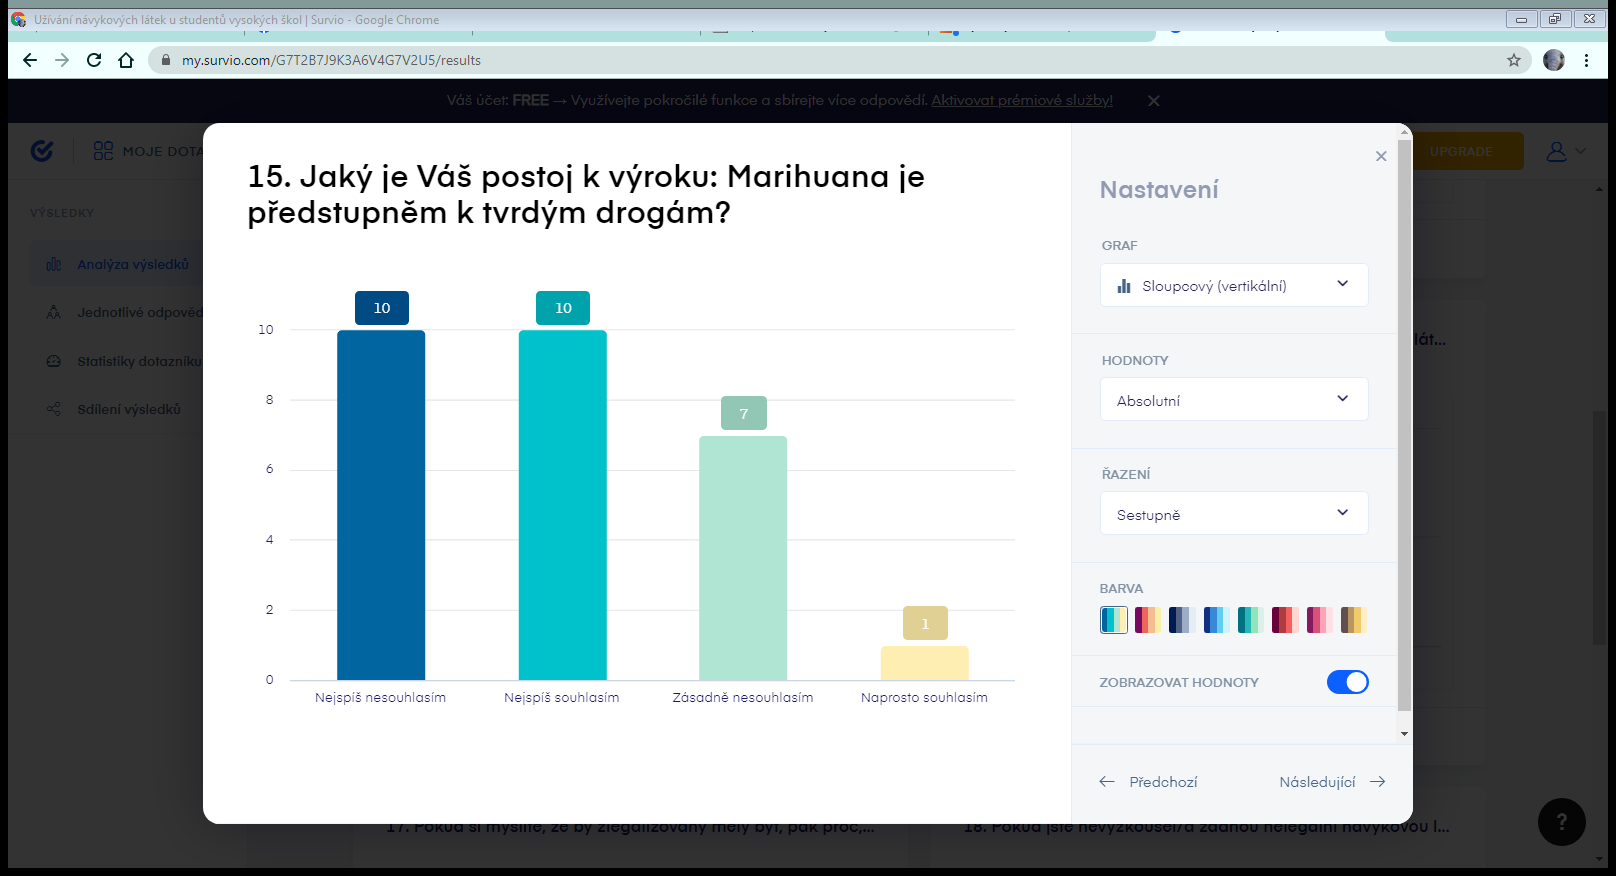 Užívání návykových látek u studentů vysokých škol | Survio - Google Chrome
my.survio.com/G7T2B7J9K3A6V4G7V2U5/results
Váš účet: FREE → Využívejte pokročilé funkce a sbírejte více odpovědí. Aktivovat prémiové služby!
MOJE DOTA
UPGRADE
VÝSLEDKY
Analýza výsledků
Jednotlivé odpověd
Statistiky dotazníku
Sdílení výsledků
15. Jaký je Váš postoj k výroku: Marihuana je
předstupněm k tvrdým drogám?
10
10
7
1
10
8
6
4
2
0
Nejspíš nesouhlasím
Nejspíš souhlasím
Zásadně nesouhlasím
Naprosto souhlasím
Nastavení
GRAF
Sloupcový (vertikální)
HODNOTY
Absolutní
ŘAZENÍ
Sestupně
BARVA
ZOBRAZOVAT HODNOTY
Předchozí
Následující
lát...
17. Pokud si myslíte, že by zlegalizovány měly být, pak proč,...
18. Pokud jste nevyzkoušel/a žádnou nelegální návykovou l...
?